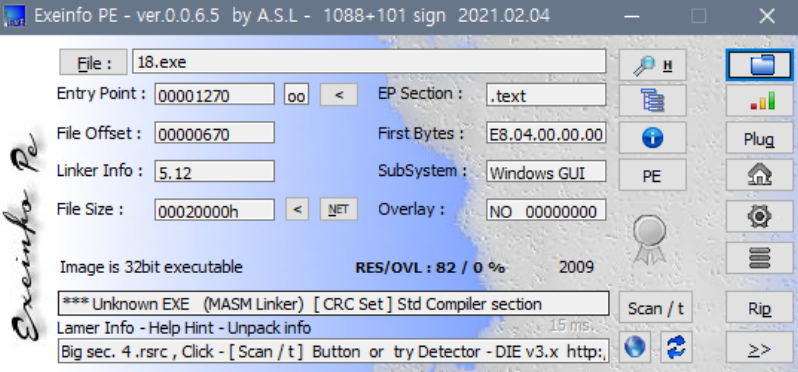 Exeinfo PE - ver.0.0.6.5 by A.S.L - 1088+101 sign 2021.02.04
File : 18.exe H
Entry Point : 00001270 oo < EP Section : .text
File Offset : 00000670 First Bytes : E8.04.00.00.00 Plug
Linker Info : 5.12 SubSystem : Windows GUI PE
File Size : 00020000h < NET Overlay : NO 00000000
Image is 32bit executable RES/OVL : 82 / 0 % 2009
*** Unknown EXE (MASM Linker) [ CRC Set ] Std Compiler section Scan / t Rip
Lamer Info - Help Hint - Unpack info 15 ms.
Big sec. 4 .rsrc , Click - [ Scan / t ] Button or try Detector - DIE v3.x http: >>
Exeinfo Pe